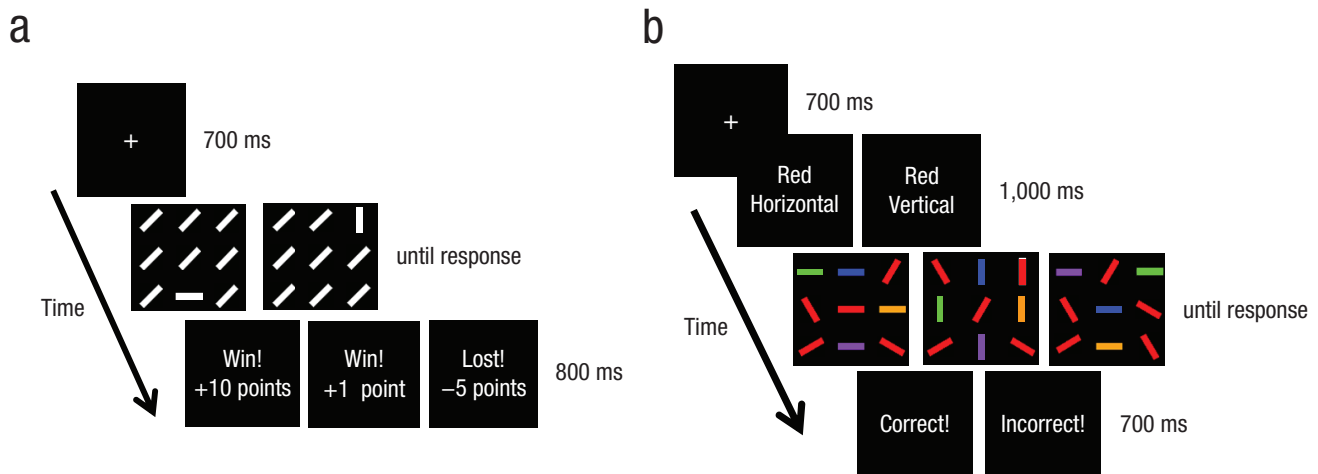 a
+
700 ms
until response
Time
Win!
+10 points
Win!
+1 point
Lost!
−5 points
800 ms
b
+
700 ms
Red
Horizontal
Red
Vertical
1,000 ms
until response
Time
Correct!
Incorrect!
700 ms